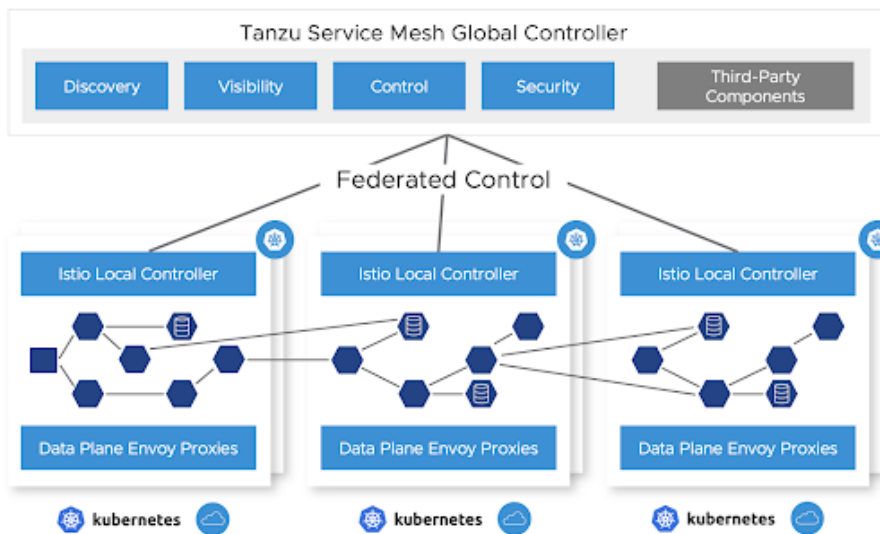 Tanzu Service Mesh Global Controller
Discovery
Visibility
Control
Security
Third-Party
Components
Federated Control
Istio Local Controller
Istio Local Controller
Istio Local Controller
Data Plane Envoy Proxies
Data Plane Envoy Proxies
Data Plane Envoy Proxies
kubernetes
kubernetes
kubernetes